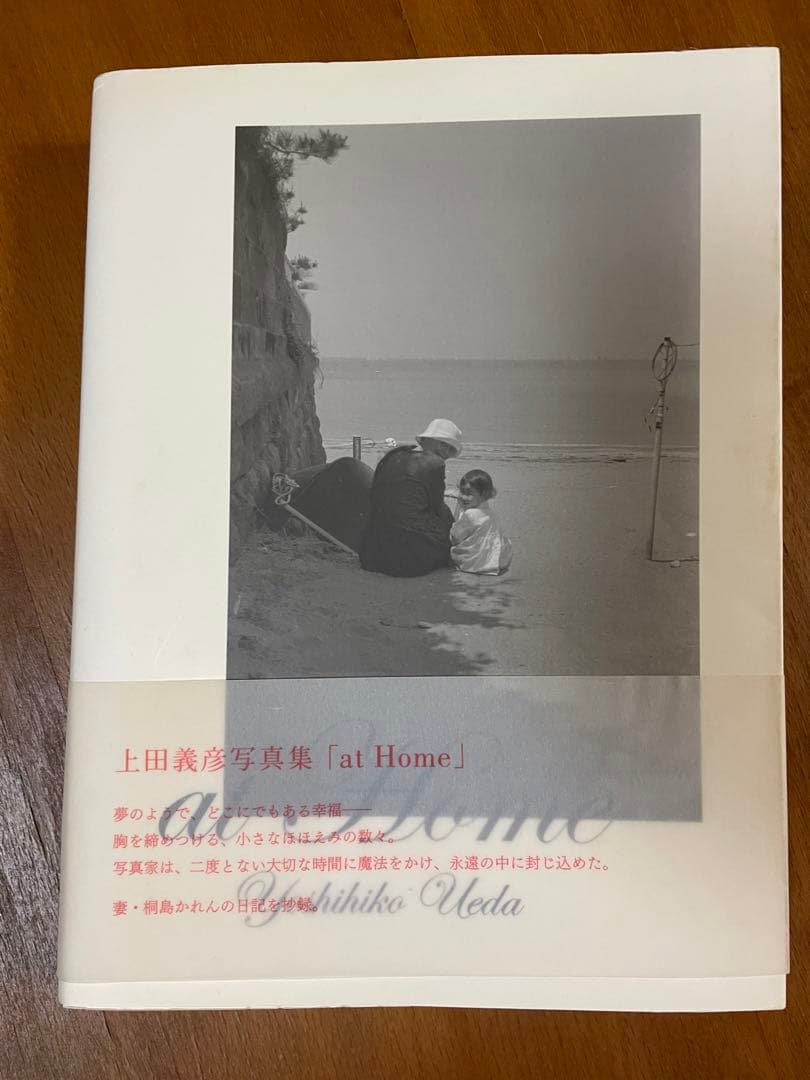 上田義彦写真集「at Home」
夢のようで、どこにでもある幸福——
胸を締めつける、小さなほほえみの数々。
写真家は、二度とない大切な時間に魔法をかけ、永遠の中に封じ込めた。
妻・桐島かれんの日記を抄録。
at Home
Yoshihiko Ueda